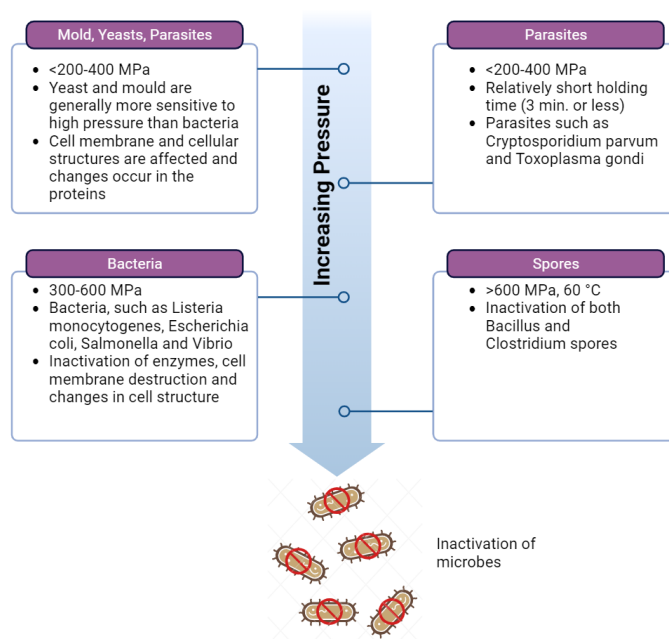 Mold, Yeasts, Parasites
• <200-400 MPa
• Yeast and mould are
generally more sensitive to
high pressure than bacteria
• Cell membrane and cellular
structures are affected and
changes occur in the
proteins
Increasing Pressure
Parasites
• <200-400 MPa
• Relatively short holding
time (3 min. or less)
• Parasites such as
Cryptosporidium parvum
and Toxoplasma gondi
Bacteria
• 300-600 MPa
• Bacteria, such as Listeria
monocytogenes, Escherichia
coli, Salmonella and Vibrio
• Inactivation of enzymes, cell
membrane destruction and
changes in cell structure
Spores
• >600 MPa, 60 °C
• Inactivation of both
Bacillus and
Clostridium spores
Inactivation of
microbes